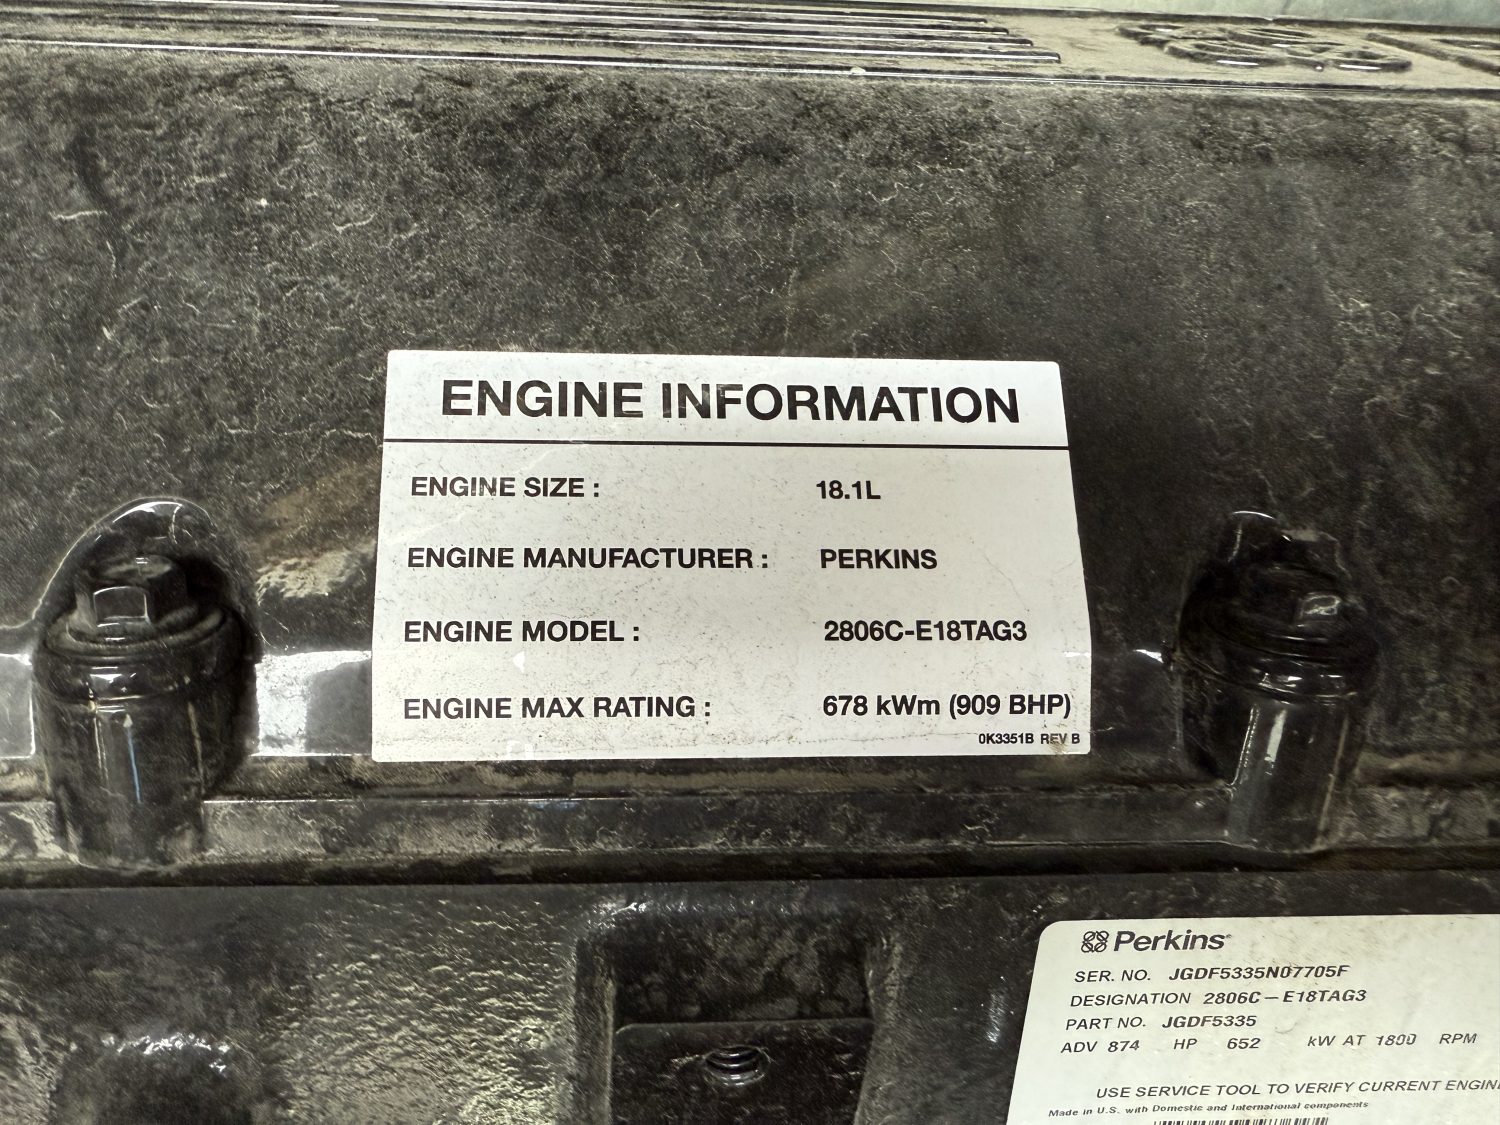 ENGINE INFORMATION
ENGINE SIZE : 18.1L
ENGINE MANUFACTURER : PERKINS
ENGINE MODEL : 2806C-E18TAG3
ENGINE MAX RATING : 678 kWm (909 BHP)
0K3351B REV B
Perkins
SER. NO. JGDF5335N07705F
DESIGNATION 2806C-E18TAG3
PART NO. JGDF5335
ADV 874 HP 652 kW AT 1800 RPM
USE SERVICE TOOL TO VERIFY CURRENT
Made in U.S. with Domestic and International components